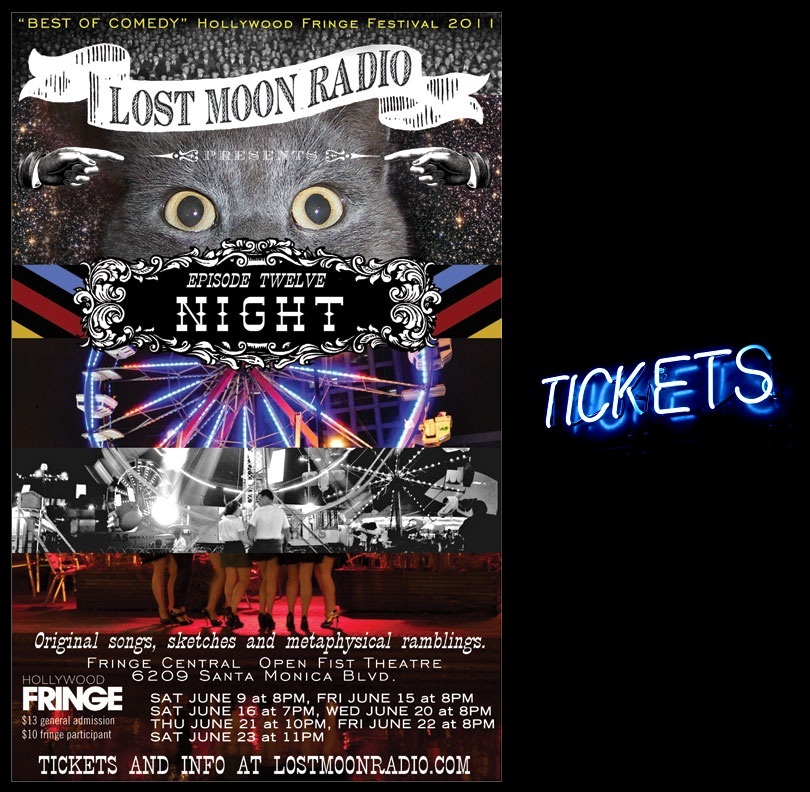 “BEST OF COMEDY” HOLLYWOOD FRINGE FESTIVAL 2011
LOST MOON RADIO
PRESENTS
EPISODE TWELVE
NIGHT
Original songs, sketches and metaphysical ramblings.
FRINGE CENTRAL OPEN FIST THEATRE
6209 SANTA MONICA BLVD.
HOLLYWOOD
FRINGE
$13 general admission
$10 fringe participant
SAT JUNE 9 at 8PM, FRI JUNE 15 at 8PM
SAT JUNE 16 at 7PM, WED JUNE 20 at 8PM
THU JUNE 21 at 10PM, FRI JUNE 22 at 8PM
SAT JUNE 23 at 11PM
TICKETS AND INFO AT LOSTMOONRADIO.COM
TICKETS